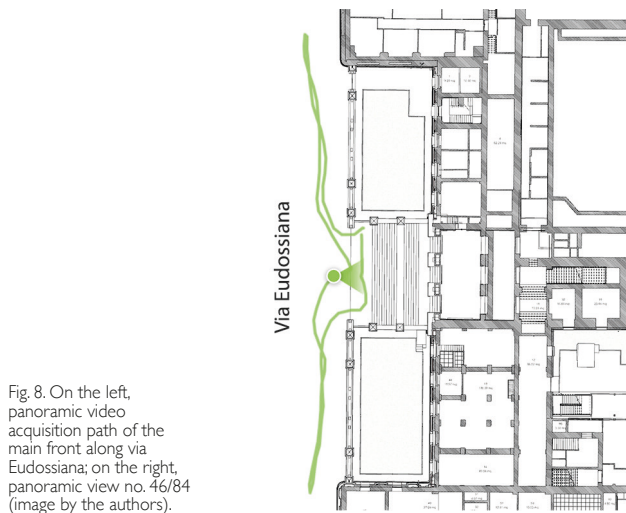 Via Eudossiana
Fig. 8. On the left,
panoramic video
acquisition path of the
main front along via
Eudossiana; on the right,
panoramic view no. 46/84
(image by the authors).